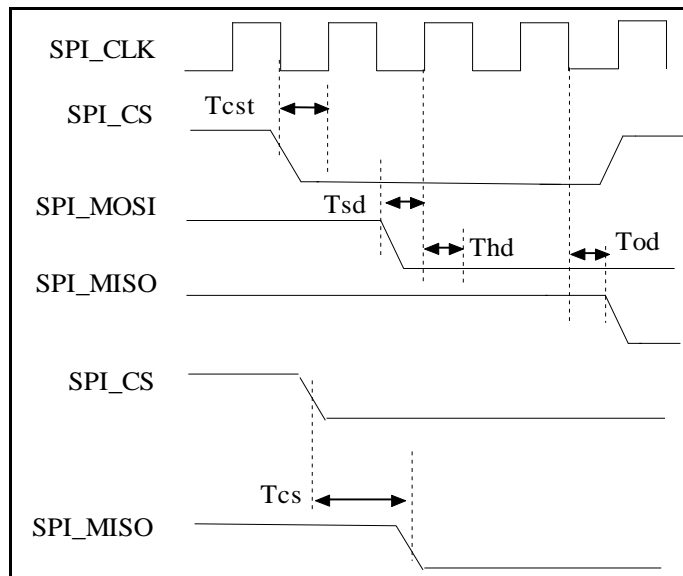 SPI_CLK
Tcst
SPI_CS
SPI_MOSI
Tsd
Thd
Tod
SPI_MISO
SPI_CS
Tcs
SPI_MISO